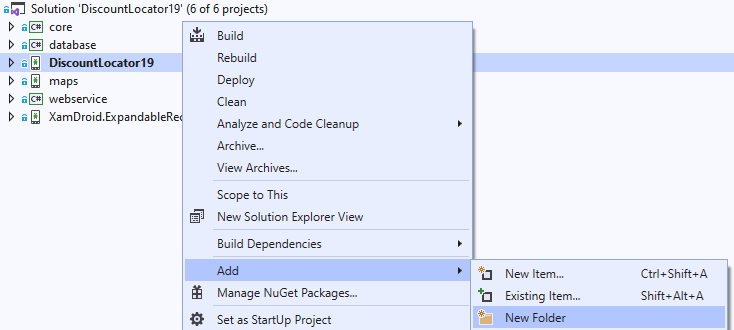 Solution 'DiscountLocator19' (6 of 6 projects)
C# core
C# database
DiscountLocator19
maps
C# webservice
XamDroid.ExpandableRec
Build
Rebuild
Deploy
Clean
Analyze and Code Cleanup
Archive...
View Archives...
Scope to This
New Solution Explorer View
Build Dependencies
Add
Manage NuGet Packages...
Set as StartUp Project
New Item... Ctrl+Shift+A
Existing Item... Shift+Alt+A
New Folder